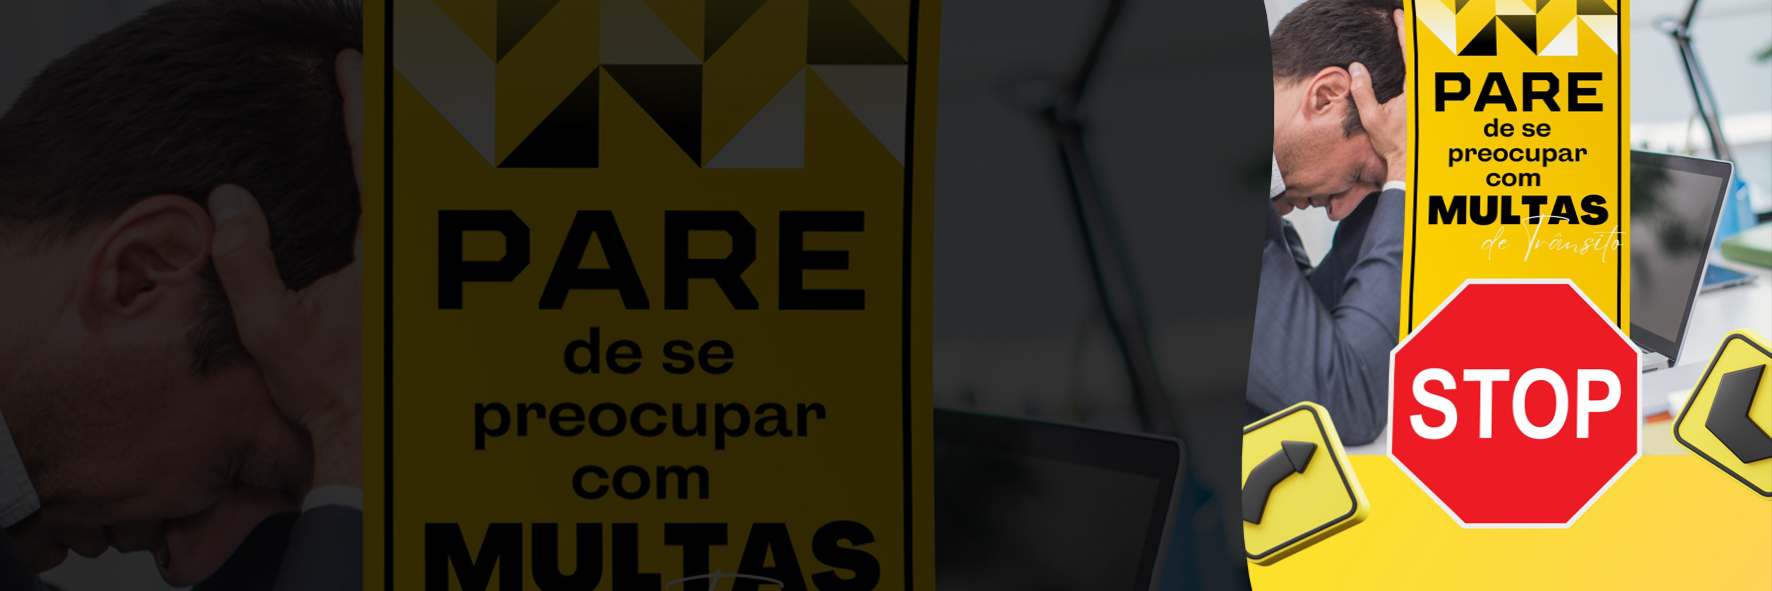 PARE
de se
preocupar
com
MULTAS
PARE
de se
preocupar
com
MULTAS
de Trânsito
STOP